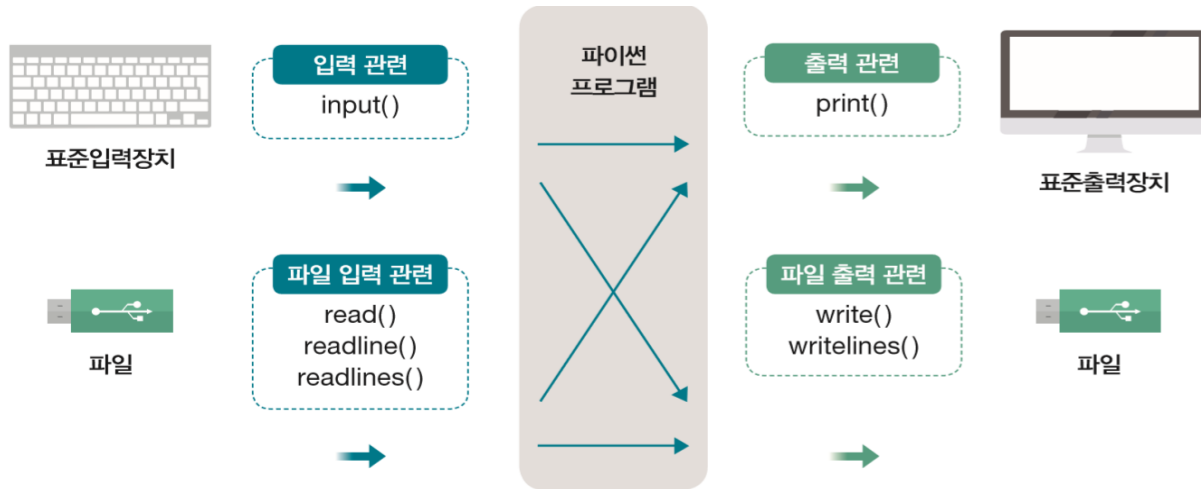 입력 관련
input()
표준입력장치
파이썬
프로그램
출력 관련
print()
표준출력장치
파일 입력 관련
read()
readline()
readlines()
파일
파일 출력 관련
write()
writelines()
파일